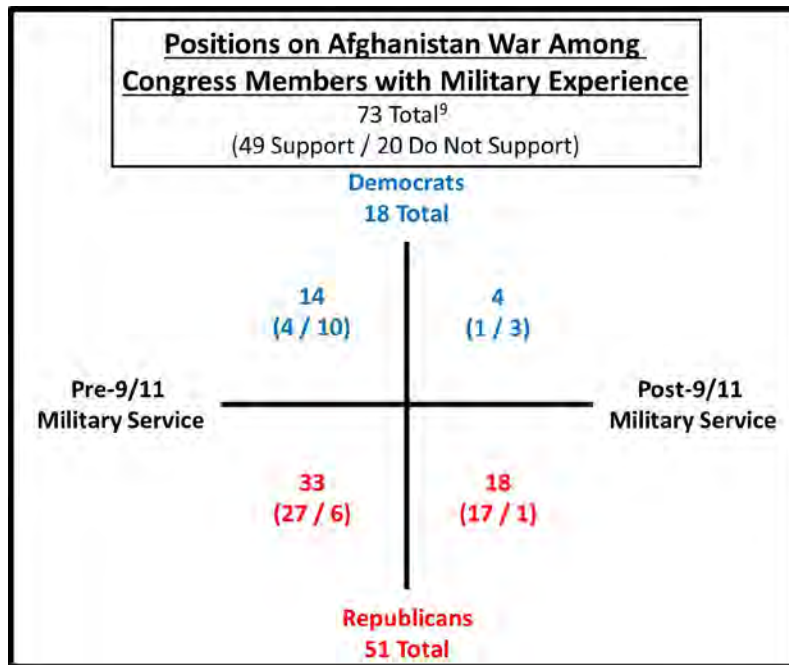 Positions on Afghanistan War Among
Congress Members with Military Experience
73 Total⁹
(49 Support / 20 Do Not Support)
Democrats
18 Total
14
(4 / 10)
4
(1 / 3)
Pre-9/11
Military Service
Post-9/11
Military Service
33
(27 / 6)
18
(17 / 1)
Republicans
51 Total